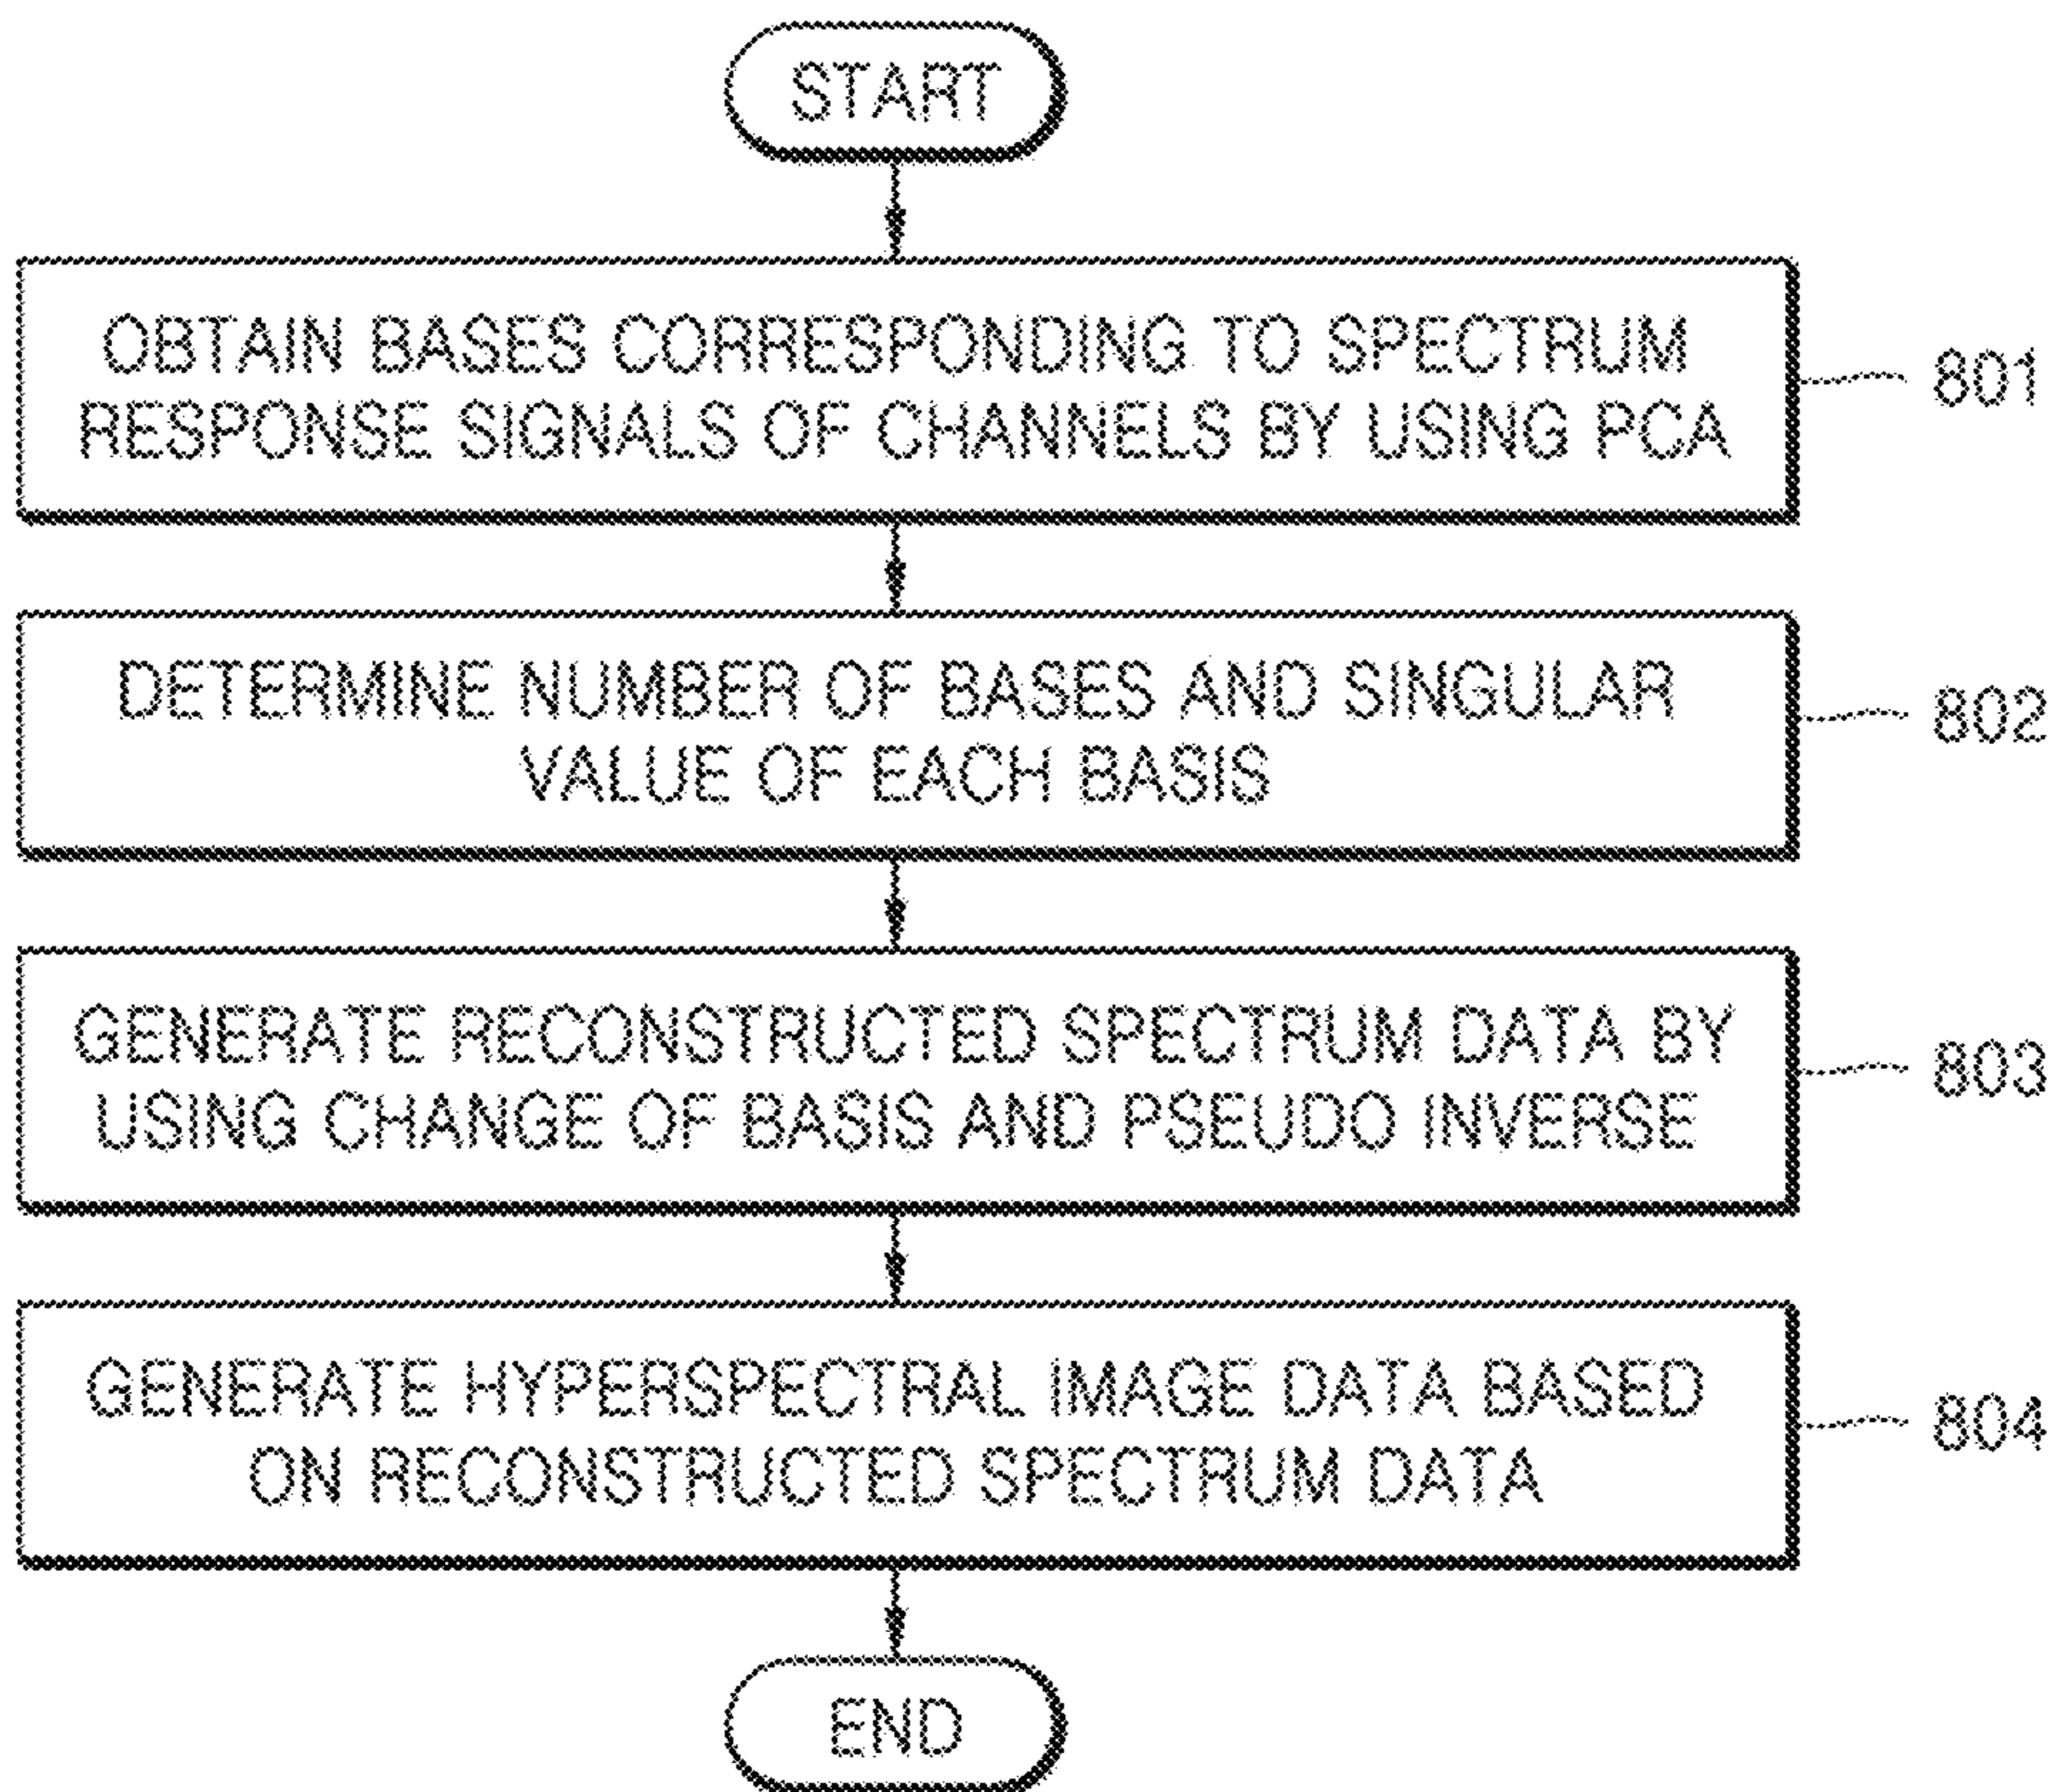 START
OBTAIN BASES CORRESPONDING TO SPECTRUM
RESPONSE SIGNALS OF CHANNELS BY USING PCA
801
DETERMINE NUMBER OF BASES AND SINGULAR
VALUE OF EACH BASIS
802
GENERATE RECONSTRUCTED SPECTRUM DATA BY
USING CHANGE OF BASIS AND PSEUDO INVERSE
803
GENERATE HYPERSPECTRAL IMAGE DATA BASED
ON RECONSTRUCTED SPECTRUM DATA
804
END